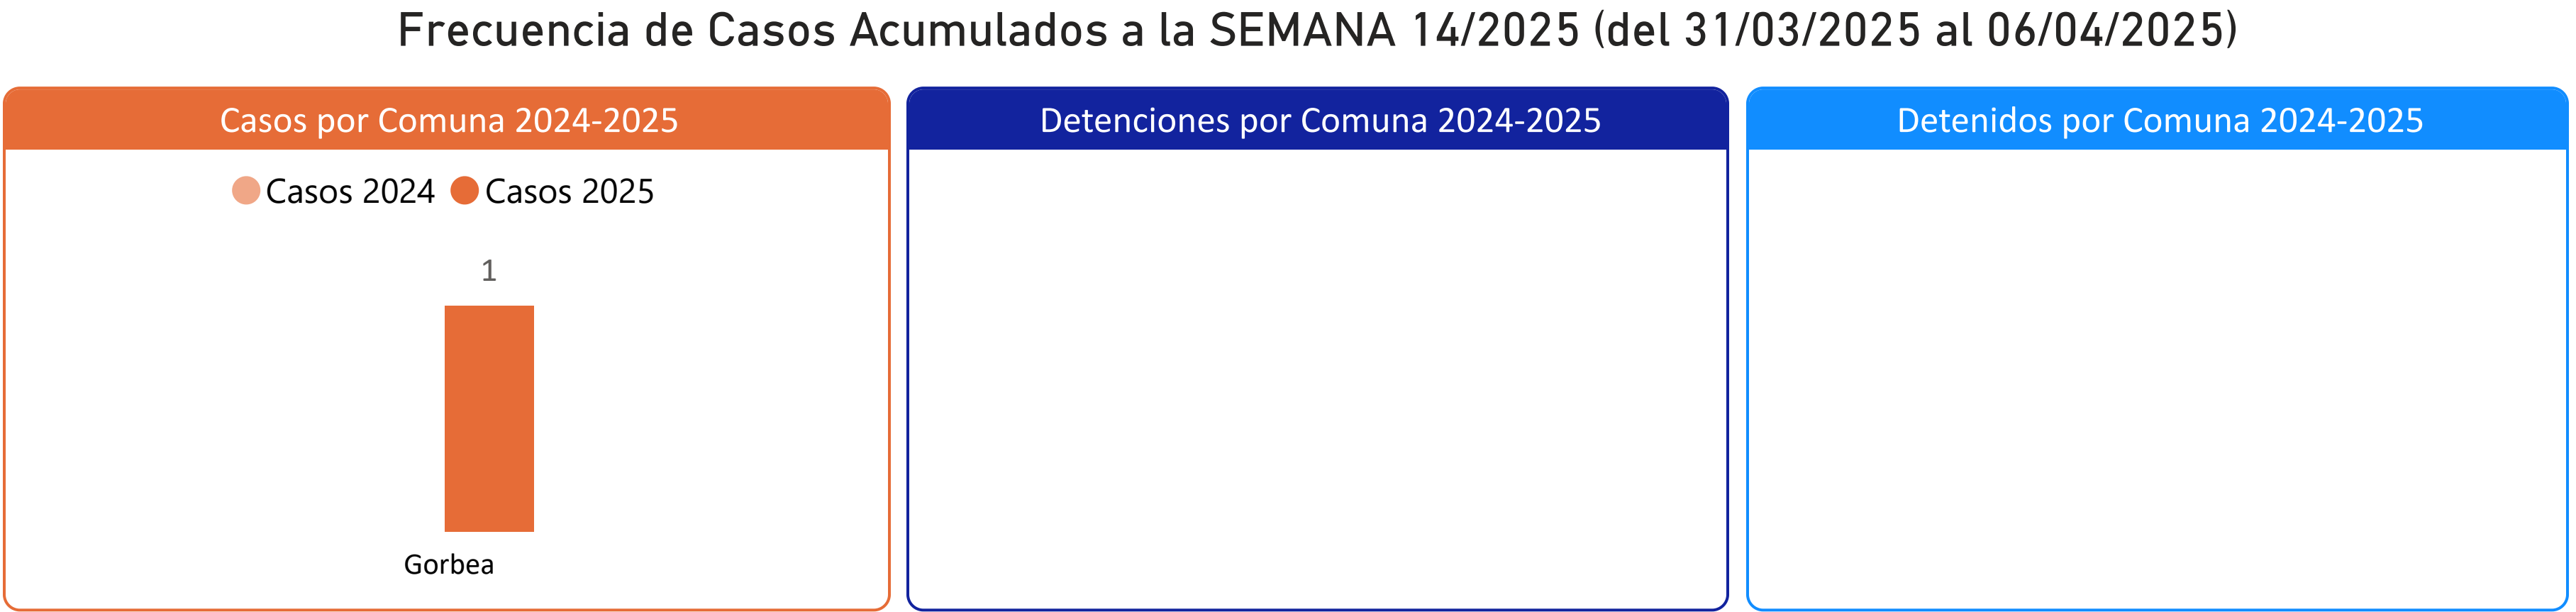 Frecuencia de Casos Acumulados a la SEMANA 14/2025 (del 31/03/2025 al 06/04/2025)
Casos por Comuna 2024-2025
Casos 2024 Casos 2025
1
Gorbea
Detenciones por Comuna 2024-2025
Detenidos por Comuna 2024-2025